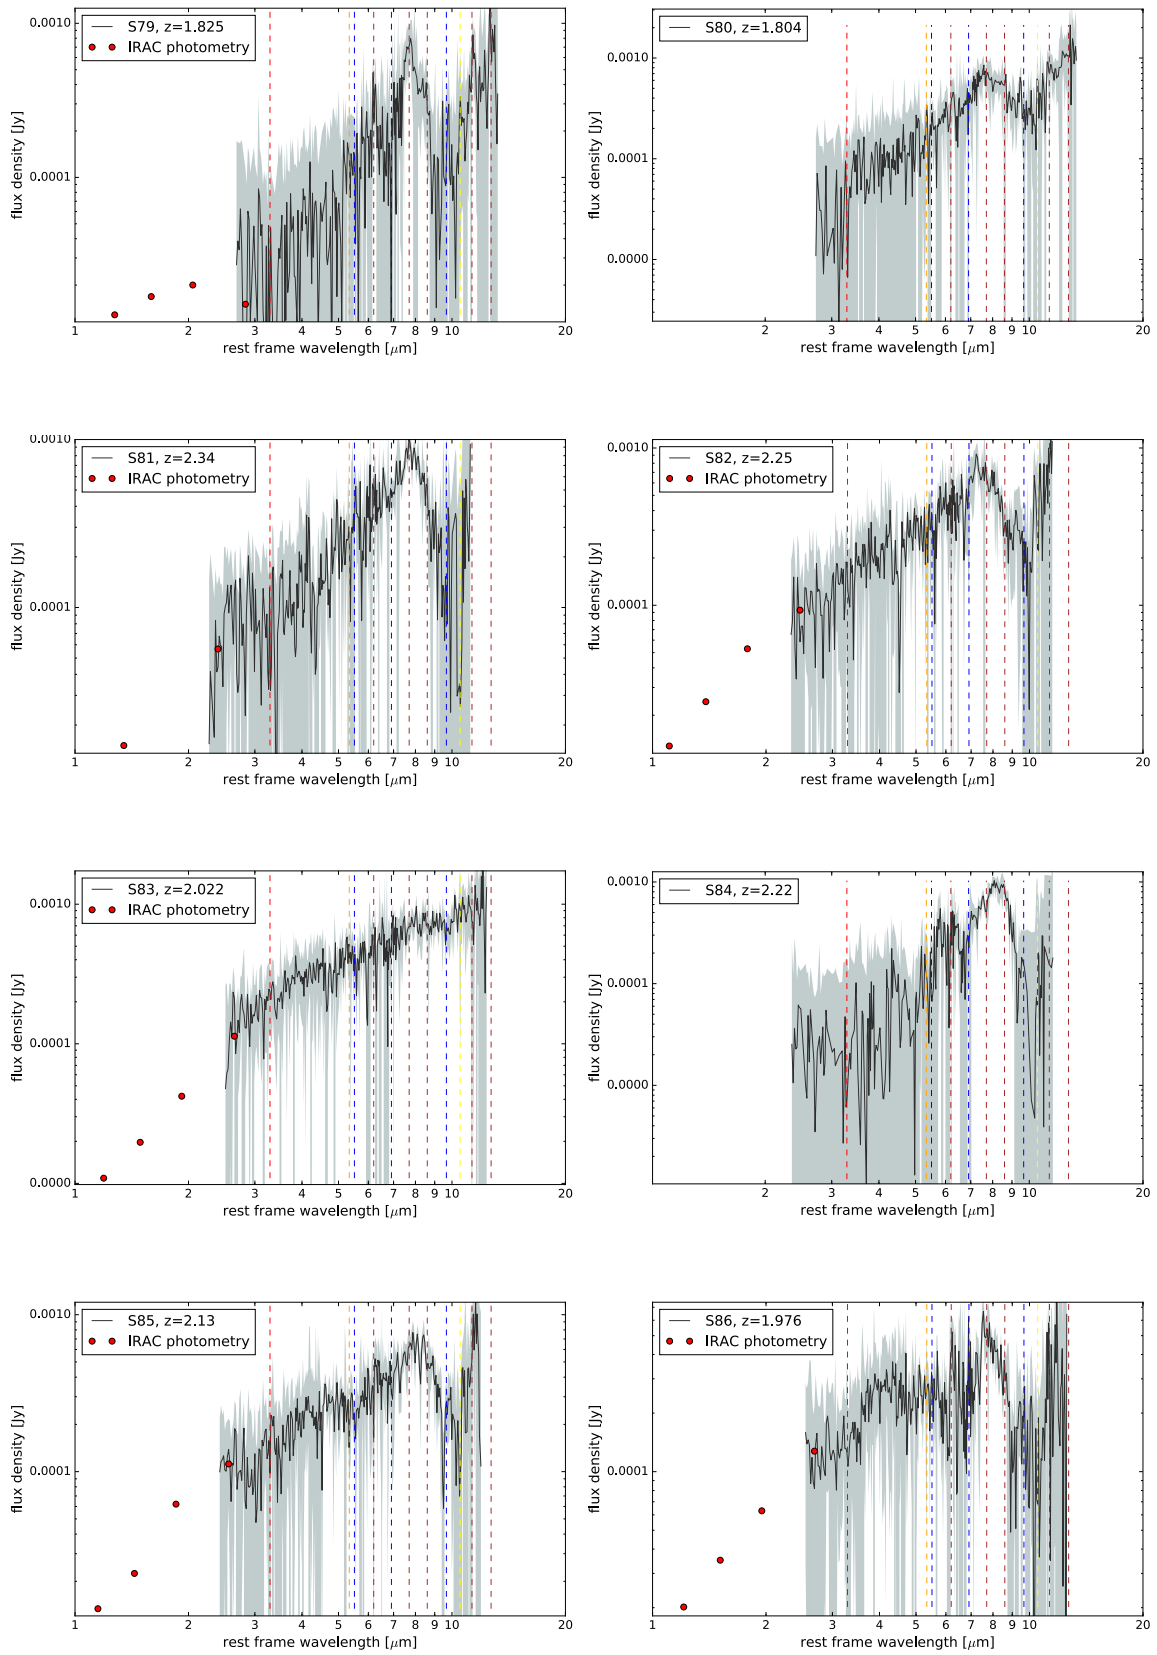 0.0010
S79, z=1.825
IRAC photometry
0.0001
flux density [Jy]
1 2 3 4 5 6 7 8 9 10 20
rest frame wavelength [μm]
0.0010
S80, z=1.804
0.0001
0.0000
flux density [Jy]
2 3 4 5 6 7 8 9 10 20
rest frame wavelength [μm]
0.0010
S81, z=2.34
IRAC photometry
0.0001
flux density [Jy]
1 2 3 4 5 6 7 8 9 10 20
rest frame wavelength [μm]
0.0010
S82, z=2.25
IRAC photometry
0.0001
flux density [Jy]
1 2 3 4 5 6 7 8 9 10 20
rest frame wavelength [μm]
0.0010
S83, z=2.022
IRAC photometry
0.0001
0.0000
flux density [Jy]
1 2 3 4 5 6 7 8 9 10 20
rest frame wavelength [μm]
0.0010
S84, z=2.22
0.0001
0.0000
flux density [Jy]
2 3 4 5 6 7 8 9 10 20
rest frame wavelength [μm]
0.0010
S85, z=2.13
IRAC photometry
0.0001
flux density [Jy]
1 2 3 4 5 6 7 8 9 10 20
rest frame wavelength [μm]
S86, z=1.976
IRAC photometry
0.0001
flux density [Jy]
1 2 3 4 5 6 7 8 9 10 20
rest frame wavelength [μm]